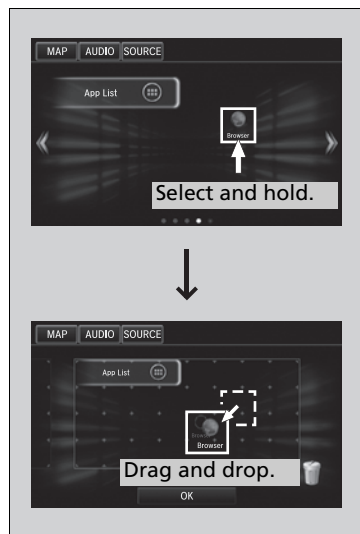 MAP AUDIO SOURCE
App List
Browser
Select and hold.
MAP AUDIO SOURCE
App List
Browser
Drag and drop.
OK